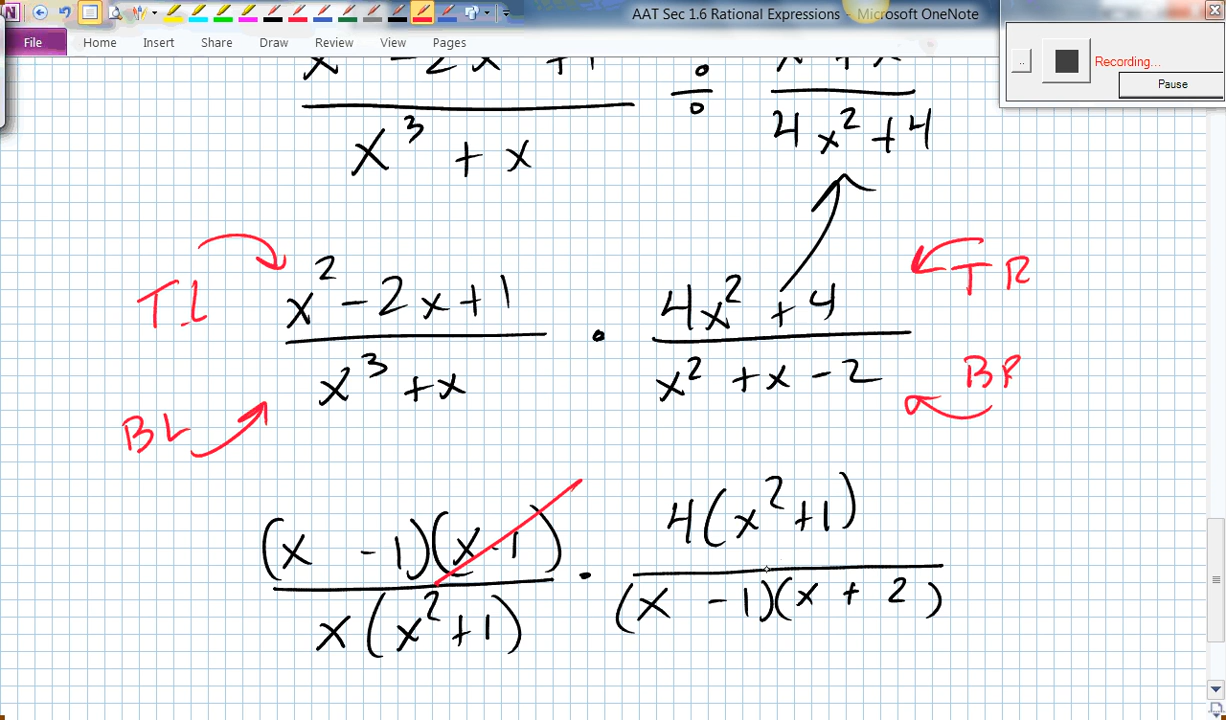 AAT Sec 1.6 Rational Expressions - Microsoft OneNote
File Home Insert Share Draw Review View Pages
.. Recording...
Pause
x³ + x
4x² + 4
TL
x² - 2x + 1 · 4x² + 4
TR
x³ + x x² + x - 2
BR
BL
(x - 1)(x - 1) · 4(x² + 1)
x(x² + 1) (x - 1)(x + 2)